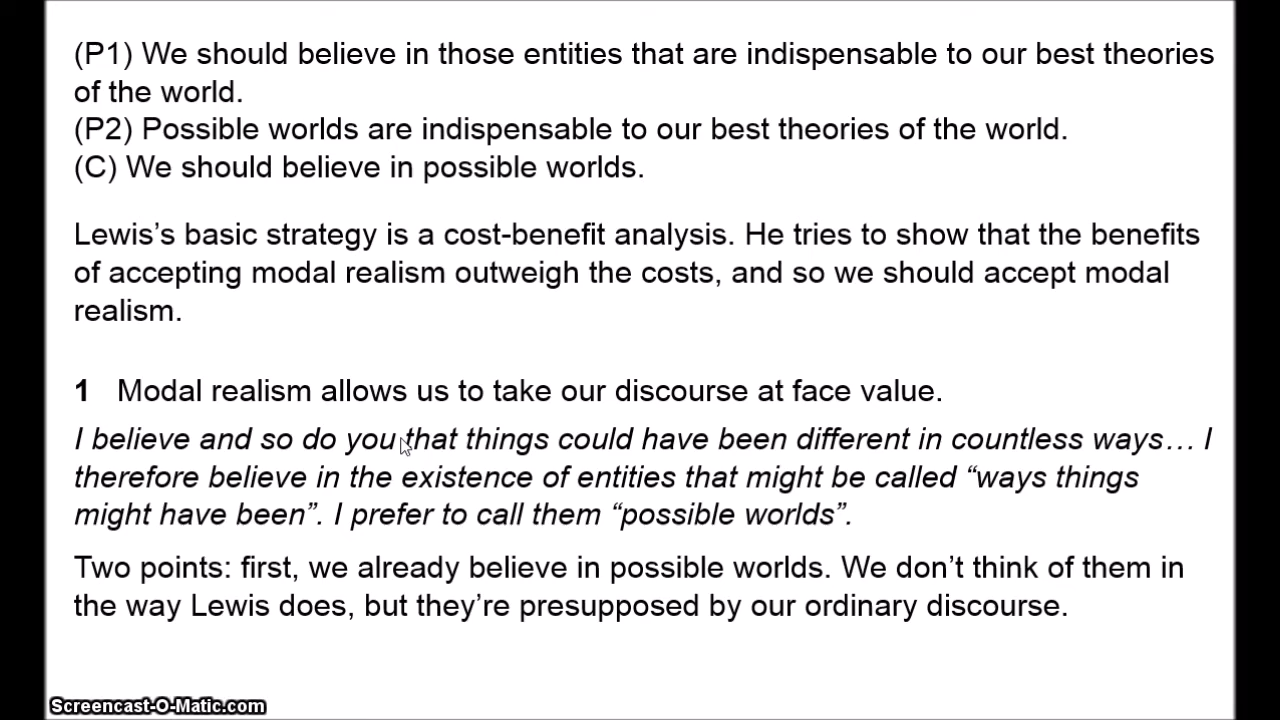 (P1) We should believe in those entities that are indispensable to our best theories
of the world.
(P2) Possible worlds are indispensable to our best theories of the world.
(C) We should believe in possible worlds.
Lewis's basic strategy is a cost-benefit analysis. He tries to show that the benefits
of accepting modal realism outweigh the costs, and so we should accept modal
realism.
1 Modal realism allows us to take our discourse at face value.
I believe and so do you that things could have been different in countless ways… I
therefore believe in the existence of entities that might be called “ways things
might have been”. I prefer to call them “possible worlds”.
Two points: first, we already believe in possible worlds. We don't think of them in
the way Lewis does, but they're presupposed by our ordinary discourse.
Screencast-O-Matic.com